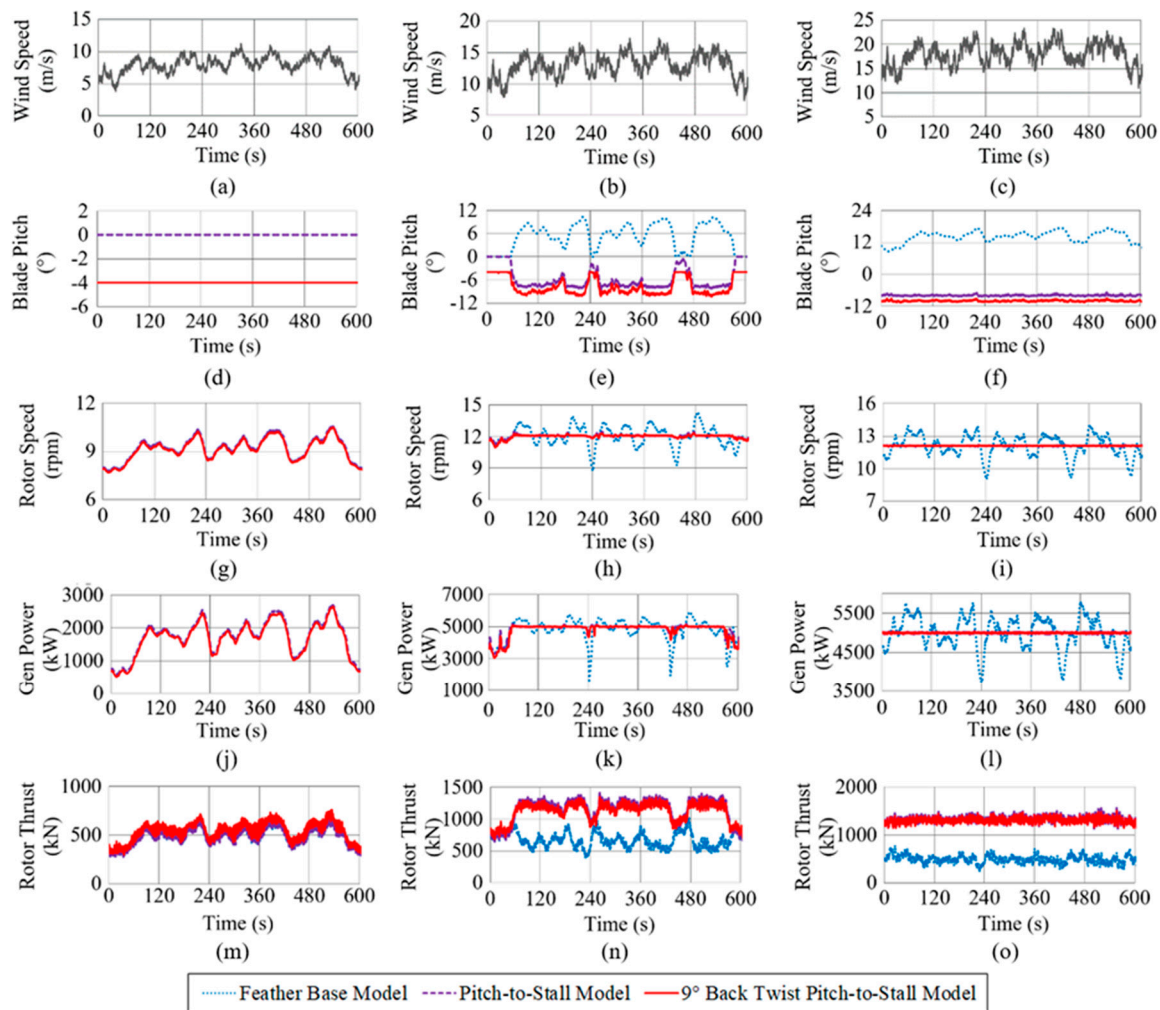 Wind Speed (m/s)
15
10
5
0
0 120 240 360 480 600
Time (s)
(a)
Wind Speed (m/s)
20
15
10
5
0 120 240 360 480 600
Time (s)
(b)
Wind Speed (m/s)
25
20
15
10
0 120 240 360 480 600
Time (s)
(c)
Blade Pitch (°)
2
0
-2
-4
-6
0 120 240 360 480 600
Time (s)
(d)
Blade Pitch (°)
12
6
0
-6
-12
0 120 240 360 480 600
Time (s)
(e)
Blade Pitch (°)
24
12
0
-12
0 120 240 360 480 600
Time (s)
(f)
Rotor Speed (rpm)
12
9
6
0 120 240 360 480 600
Time (s)
(g)
Rotor Speed (rpm)
15
12
9
6
0 120 240 360 480 600
Time (s)
(h)
Rotor Speed (rpm)
16
13
11
9
7
0 120 240 360 480 600
Time (s)
(i)
Gen Power (kW)
3000
2000
1000
0
0 120 240 360 480 600
Time (s)
(j)
Gen Power (kW)
7000
5000
3000
1000
0 120 240 360 480 600
Time (s)
(k)
Gen Power (kW)
5500
4500
3500
0 120 240 360 480 600
Time (s)
(l)
Rotor Thrust (kN)
1000
500
0
0 120 240 360 480 600
Time (s)
(m)
Rotor Thrust (kN)
1500
1000
500
0
0 120 240 360 480 600
Time (s)
(n)
Rotor Thrust (kN)
2000
1000
0
0 120 240 360 480 600
Time (s)
(o)
Feather Base Model Pitch-to-Stall Model 9° Back Twist Pitch-to-Stall Model